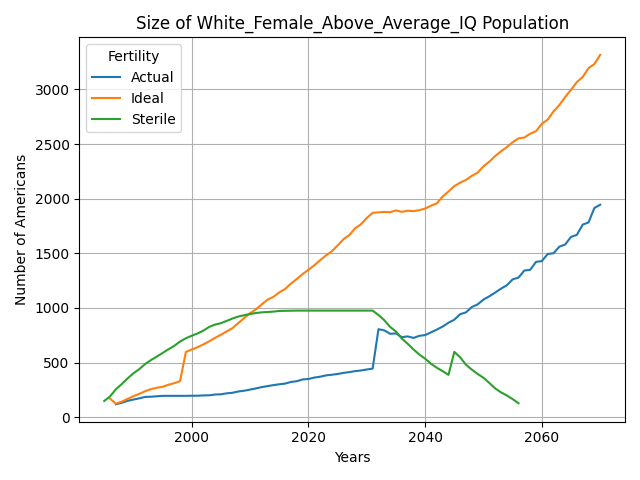 Size of White_Female_Above_Average_IQ Population
Fertility
Actual
Ideal
Sterile
Number of Americans
3000
2500
2000
1500
1000
500
0
2000
2020
2040
2060
Years